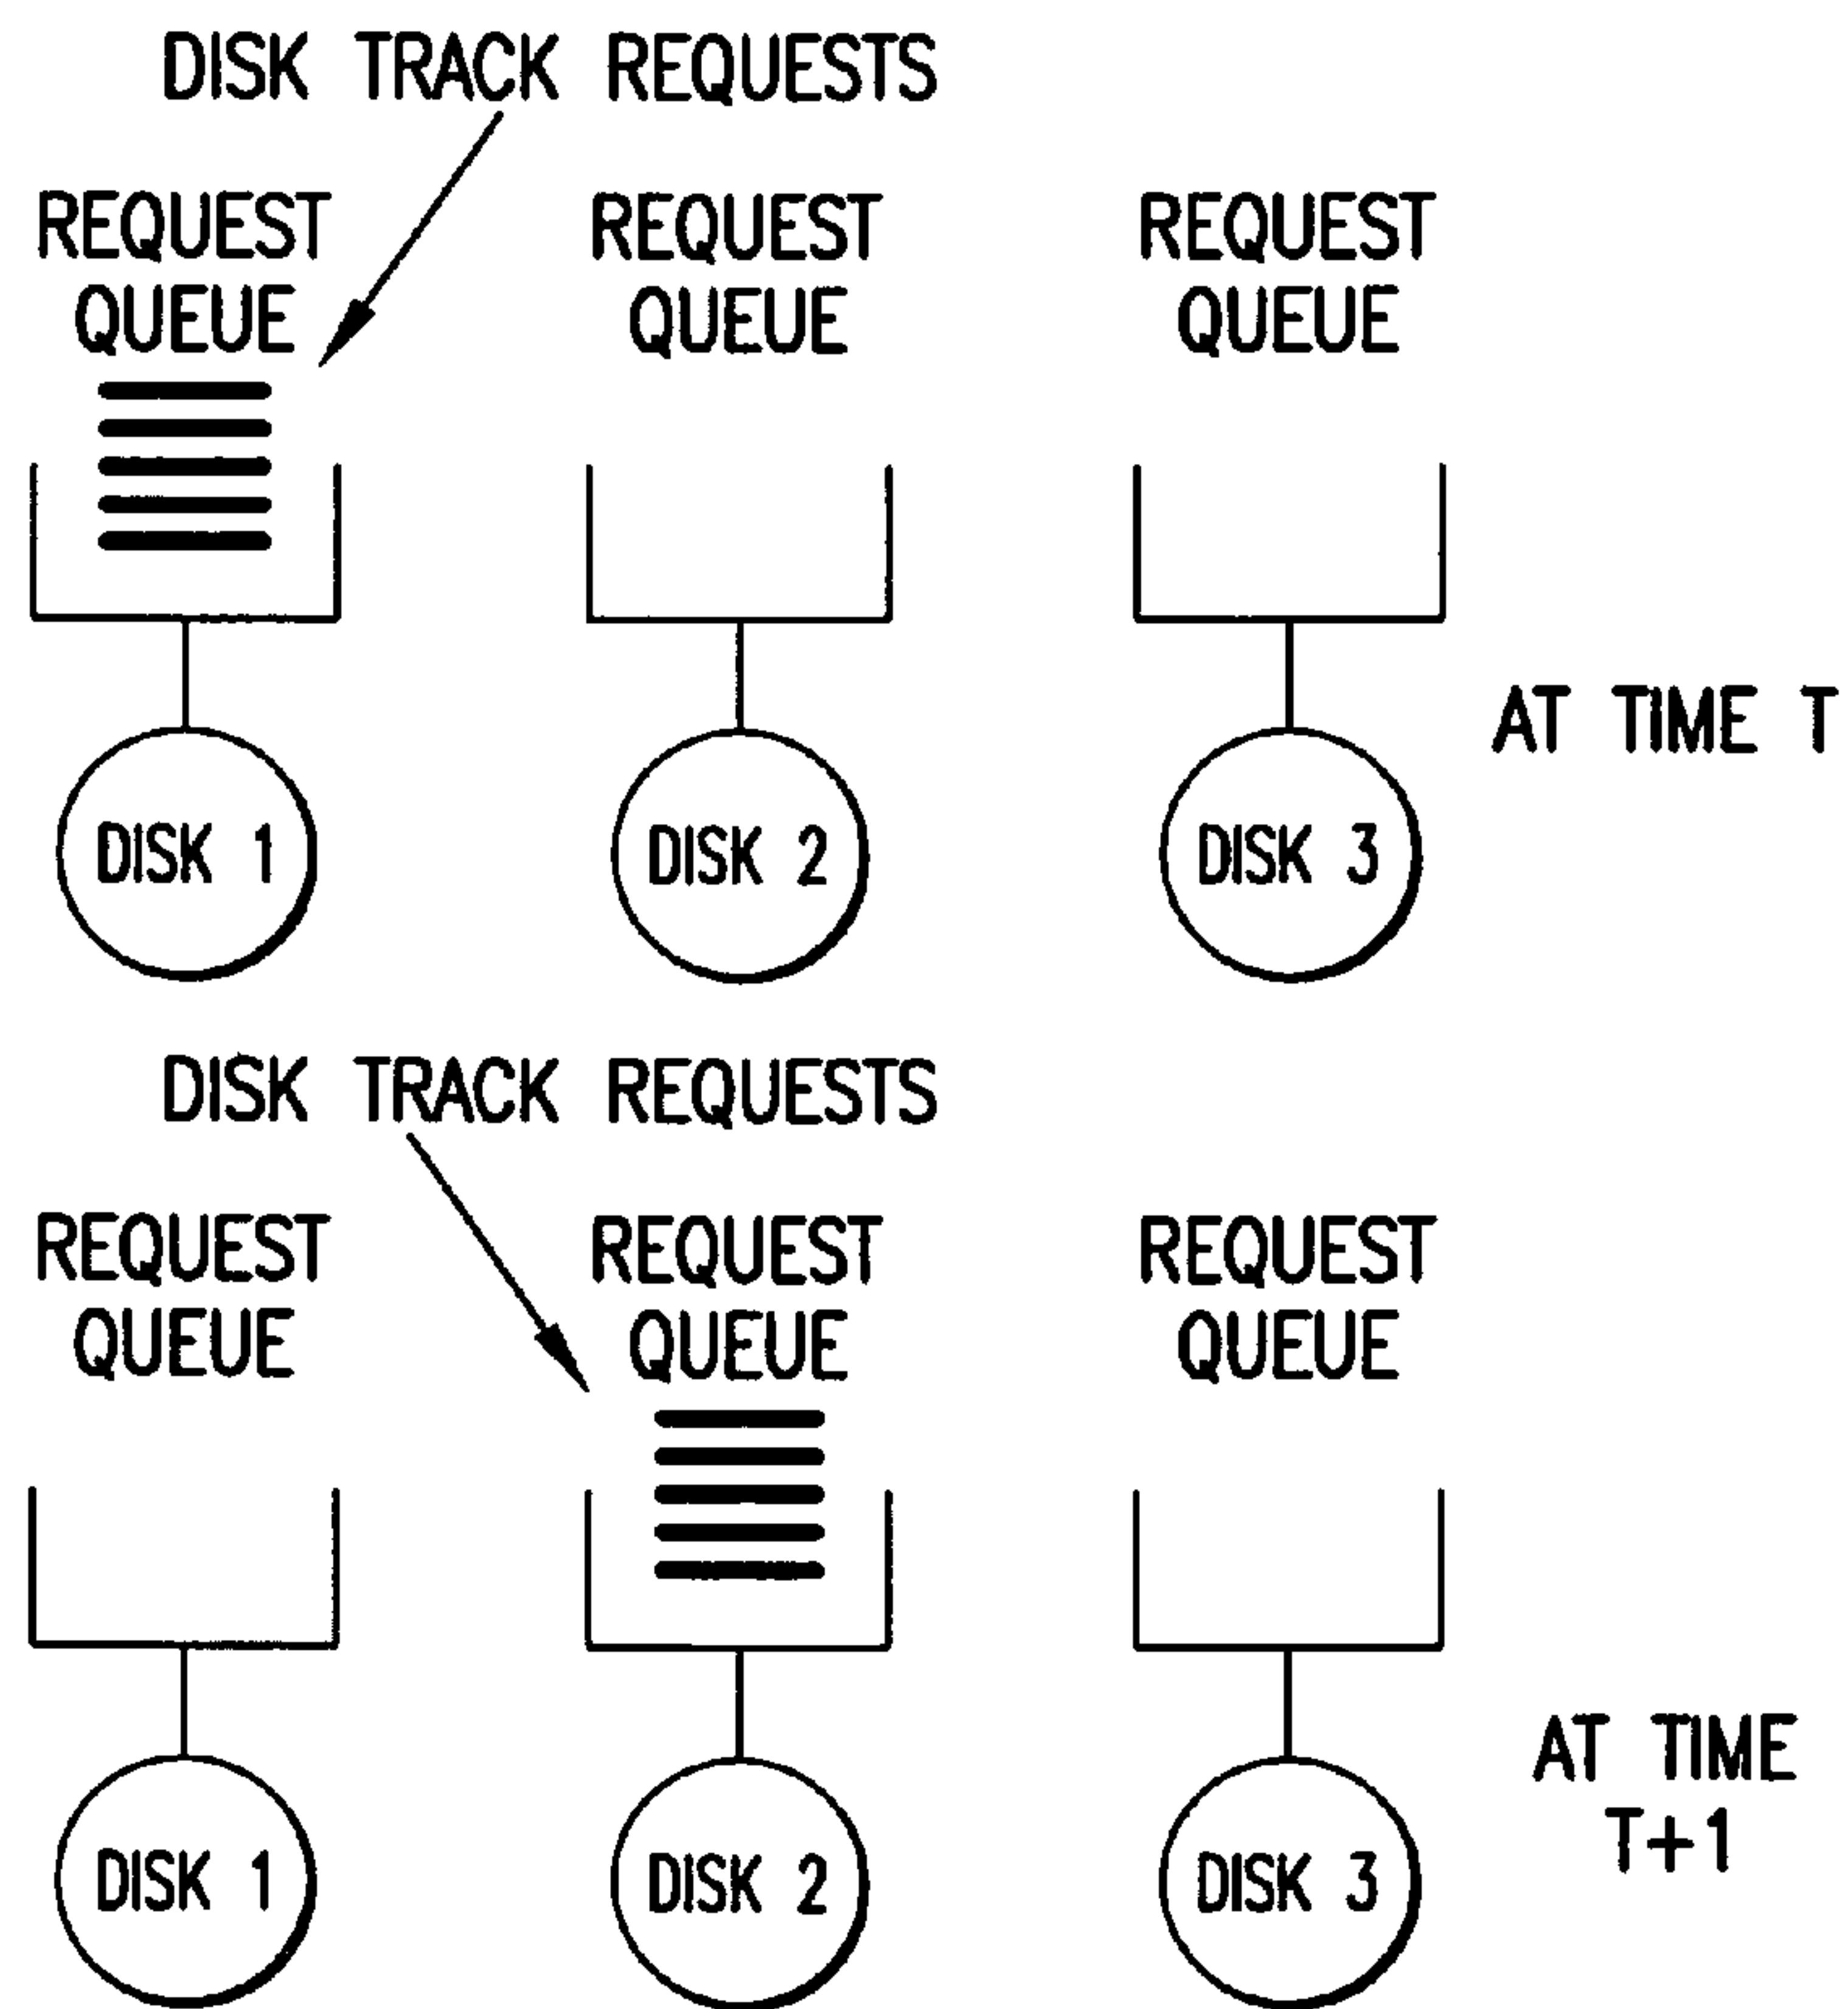 DISK TRACK REQUESTS
REQUEST QUEUE
REQUEST QUEUE
REQUEST QUEUE
AT TIME T
DISK 1
DISK 2
DISK 3
DISK TRACK REQUESTS
REQUEST QUEUE
REQUEST QUEUE
REQUEST QUEUE
AT TIME
T+1
DISK 1
DISK 2
DISK 3